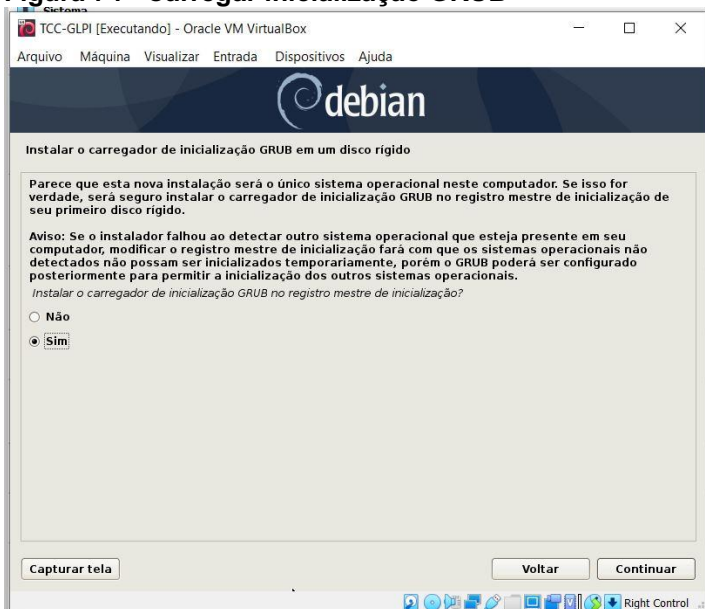 Sistema
TCC-GLPI [Executando] - Oracle VM VirtualBox
Arquivo Máquina Visualizar Entrada Dispositivos Ajuda
debian
Instalar o carregador de inicialização GRUB em um disco rígido
Parece que esta nova instalação será o único sistema operacional neste computador. Se isso for
verdade, será seguro instalar o carregador de inicialização GRUB no registro mestre de inicialização de
seu primeiro disco rígido.
Aviso: Se o instalador falhou ao detectar outro sistema operacional que esteja presente em seu
computador, modificar o registro mestre de inicialização fará com que os sistemas operacionais não
detectados não possam ser inicializados temporariamente, porém o GRUB poderá ser configurado
posteriormente para permitir a inicialização dos outros sistemas operacionais.
Instalar o carregador de inicialização GRUB no registro mestre de inicialização?
Não
Sim
Capturar tela Voltar Continuar
Right Control